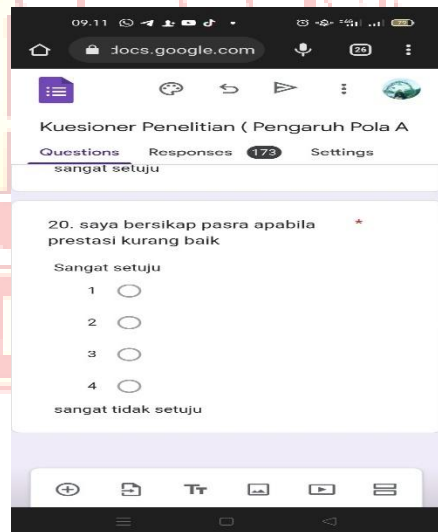 09.11
docs.google.com
26
Kuesioner Penelitian ( Pengaruh Pola A
Questions Responses 173 Settings
sangat setuju
20. saya bersikap pasra apabila *
prestasi kurang baik
Sangat setuju
1
2
3
4
sangat tidak setuju
Tт